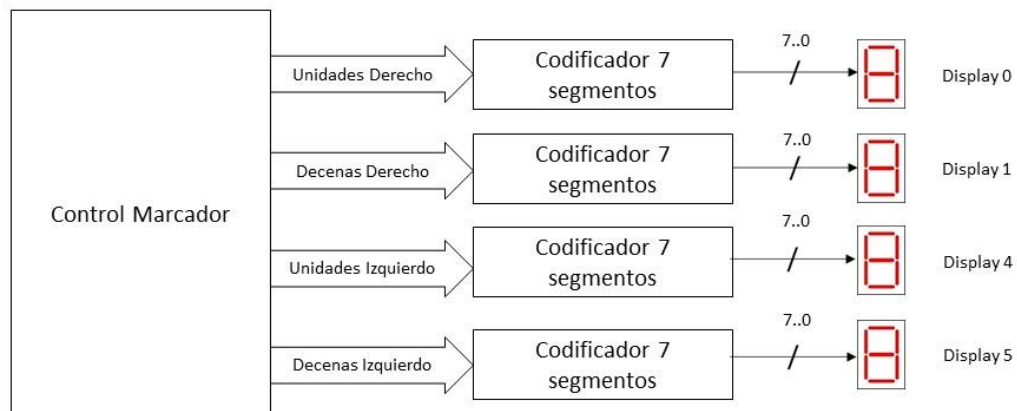 Control Marcador
Unidades Derecho
Codificador 7
segmentos
7..0
Display 0
Decenas Derecho
Codificador 7
segmentos
7..0
Display 1
Unidades Izquierdo
Codificador 7
segmentos
7..0
Display 4
Decenas Izquierdo
Codificador 7
segmentos
7..0
Display 5